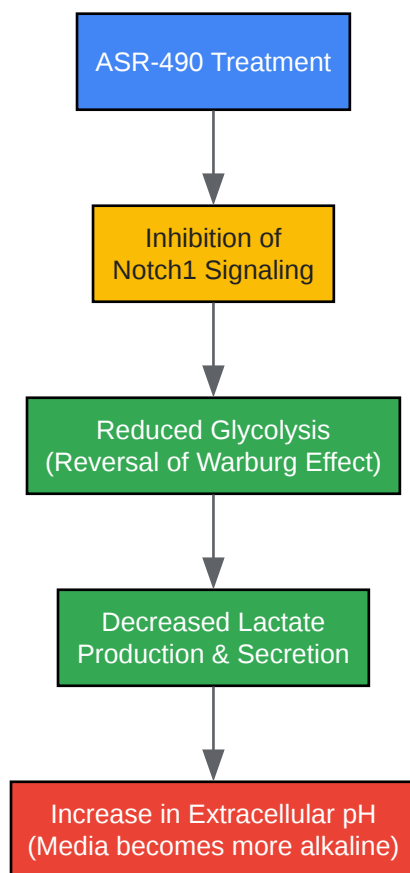 ASR-490 Treatment
Inhibition of
Notch1 Signaling
Reduced Glycolysis
(Reversal of Warburg Effect)
Decreased Lactate
Production & Secretion
Increase in Extracellular pH
(Media becomes more alkaline)